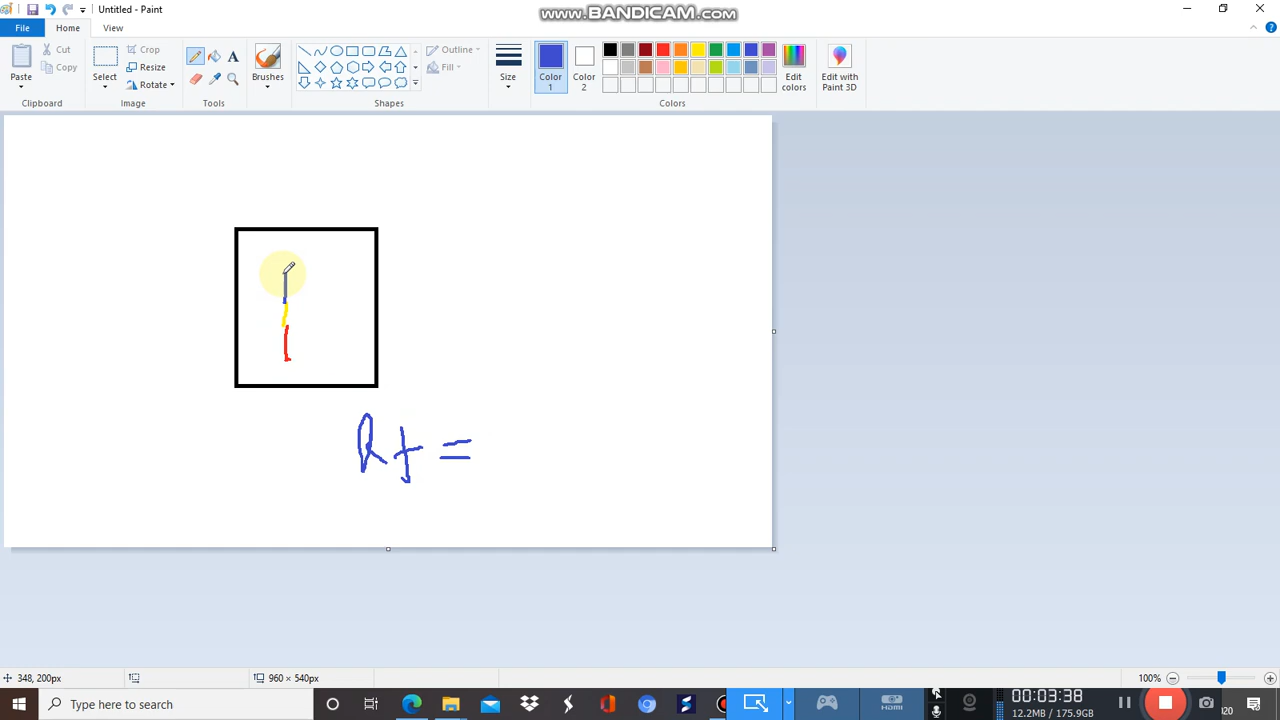 Untitled - Paint
www.BANDICAM.com
File
Home
View
Paste
Cut
Copy
Clipboard
Select
Crop
Resize
Rotate
Image
Tools
Brushes
Shapes
Outline
Fill
Size
Color 1
Color 2
Colors
Edit colors
Edit with Paint 3D
Rf =
348, 200px
960 × 540px
100%
Type here to search
HDMI
00:03:38
12.2MB / 175.9GB